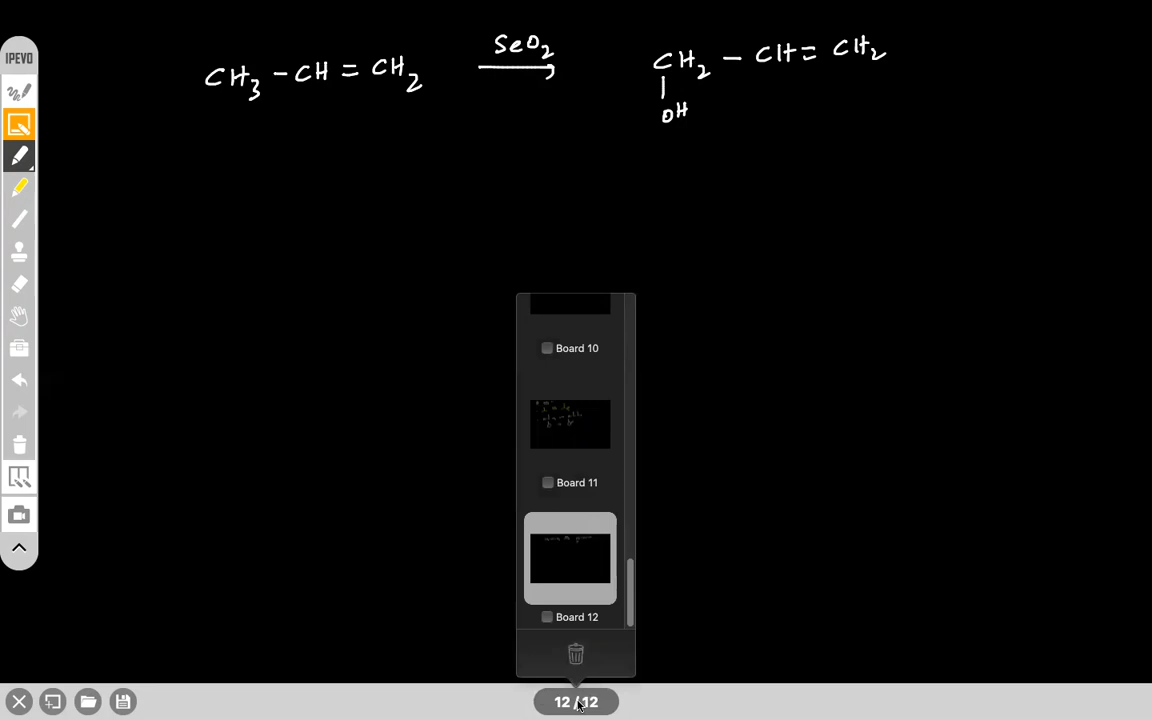 IPEVO
CH₃ – CH = CH₂ SeO₂ → CH₂ – CH = CH₂
|
OH
Board 10
Board 11
Board 12
12 / 12